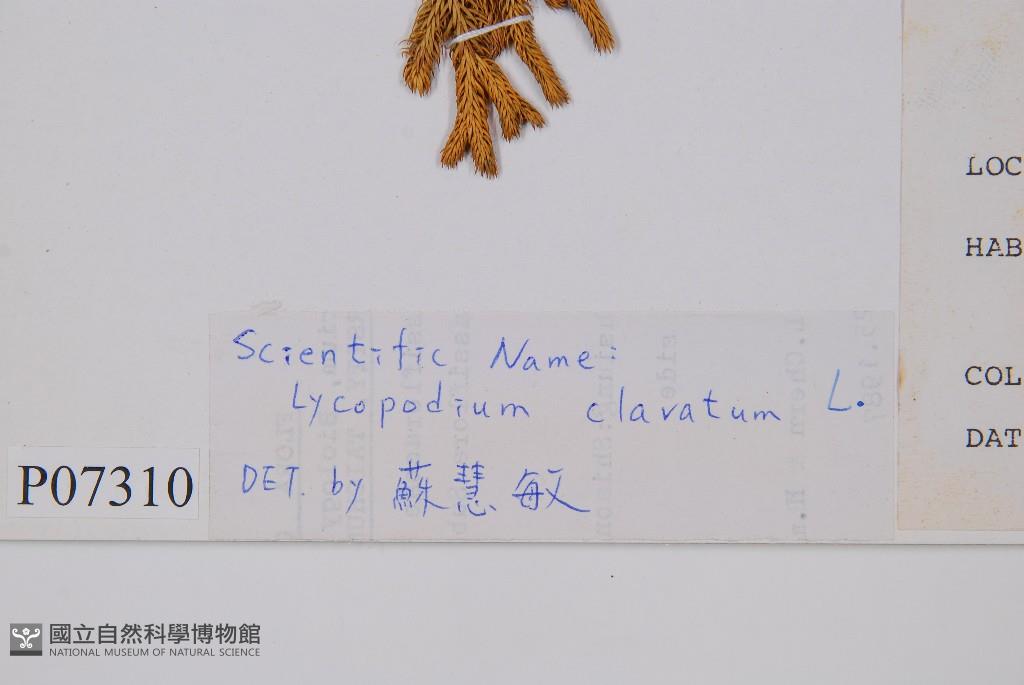 LOC
HAB
COL
DAT
Scientific Name:
Lycopodium clavatum L.
DET. by 蘇慧敏
P07310
國立自然科學博物館
NATIONAL MUSEUM OF NATURAL SCIENCE